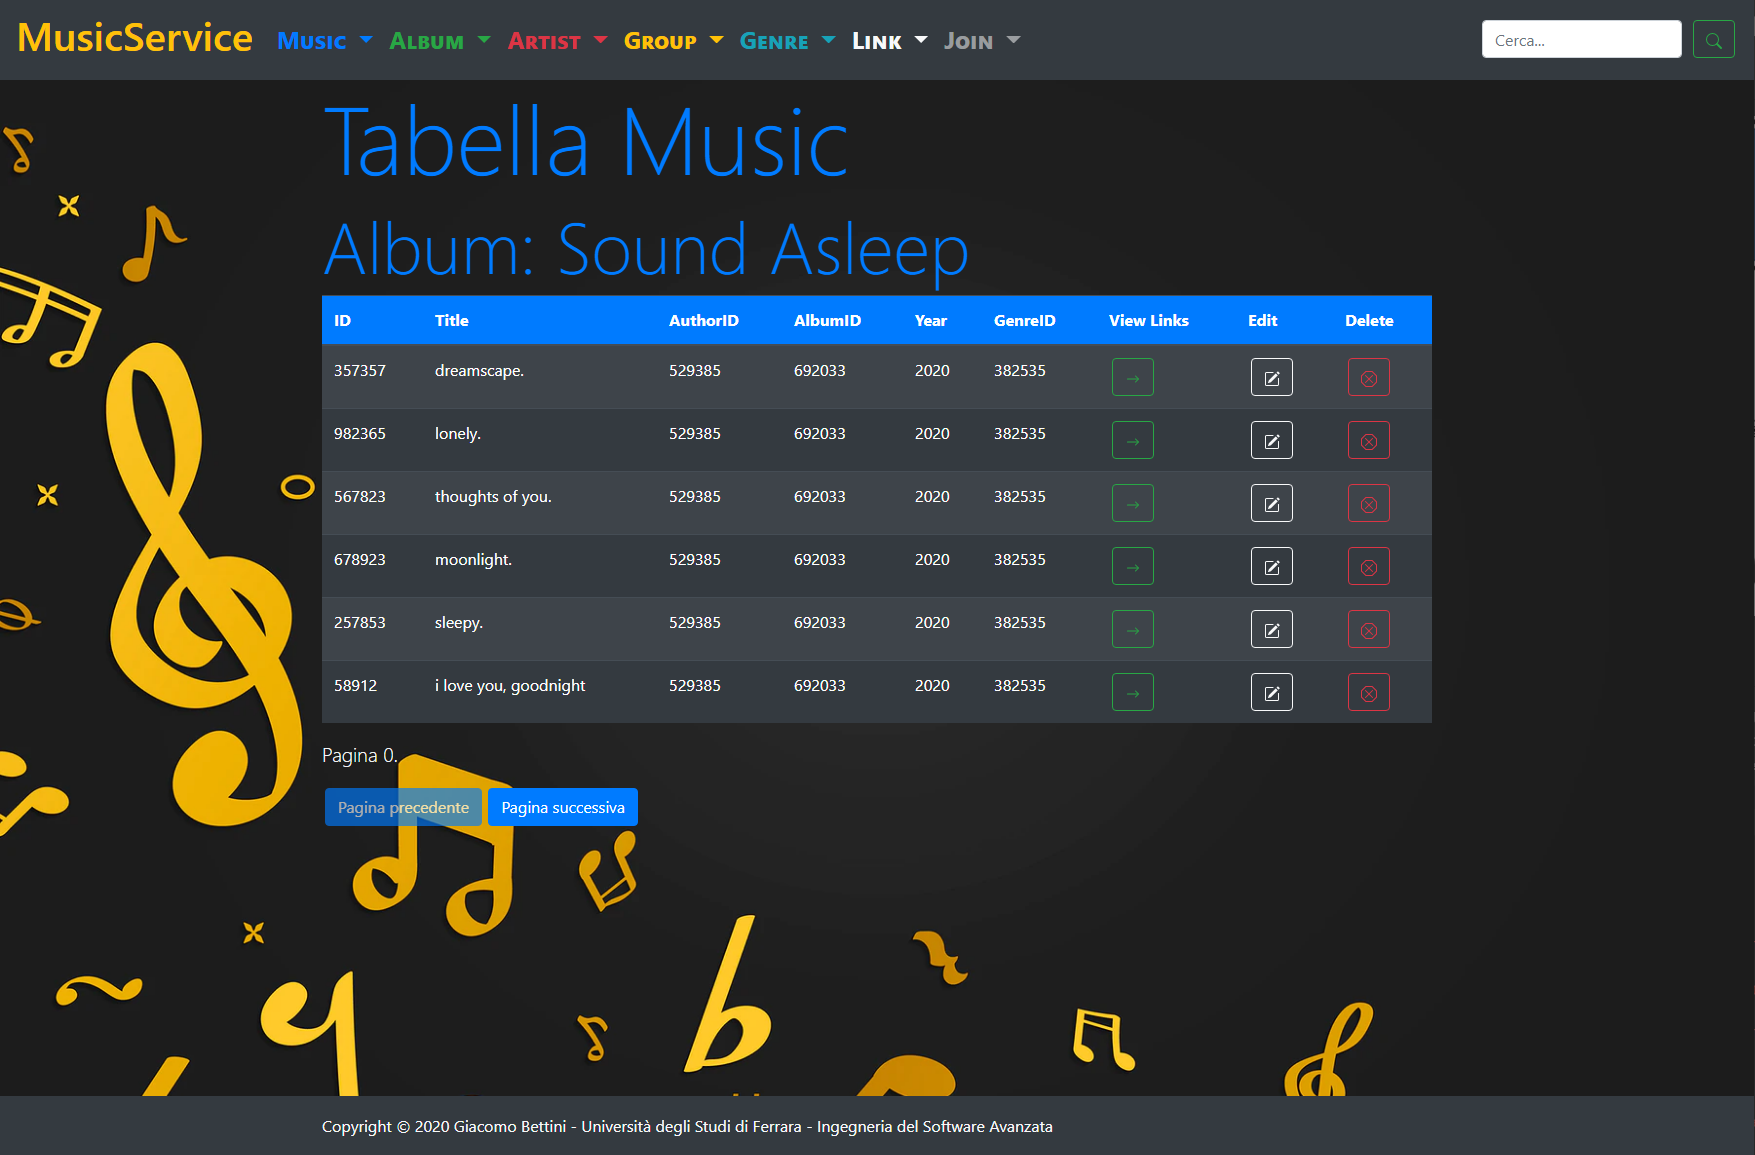 MusicService Music Album Artist Group Genre Link Join Cerca...
Tabella Music
Album: Sound Asleep
ID Title AuthorID AlbumID Year GenreID View Links Edit Delete
357357 dreamscape. 529385 692033 2020 382535
982365 lonely. 529385 692033 2020 382535
567823 thoughts of you. 529385 692033 2020 382535
678923 moonlight. 529385 692033 2020 382535
257853 sleepy. 529385 692033 2020 382535
58912 i love you, goodnight 529385 692033 2020 382535
Pagina 0.
Pagina precedente Pagina successiva
Copyright © 2020 Giacomo Bettini - Università degli Studi di Ferrara - Ingegneria del Software Avanzata